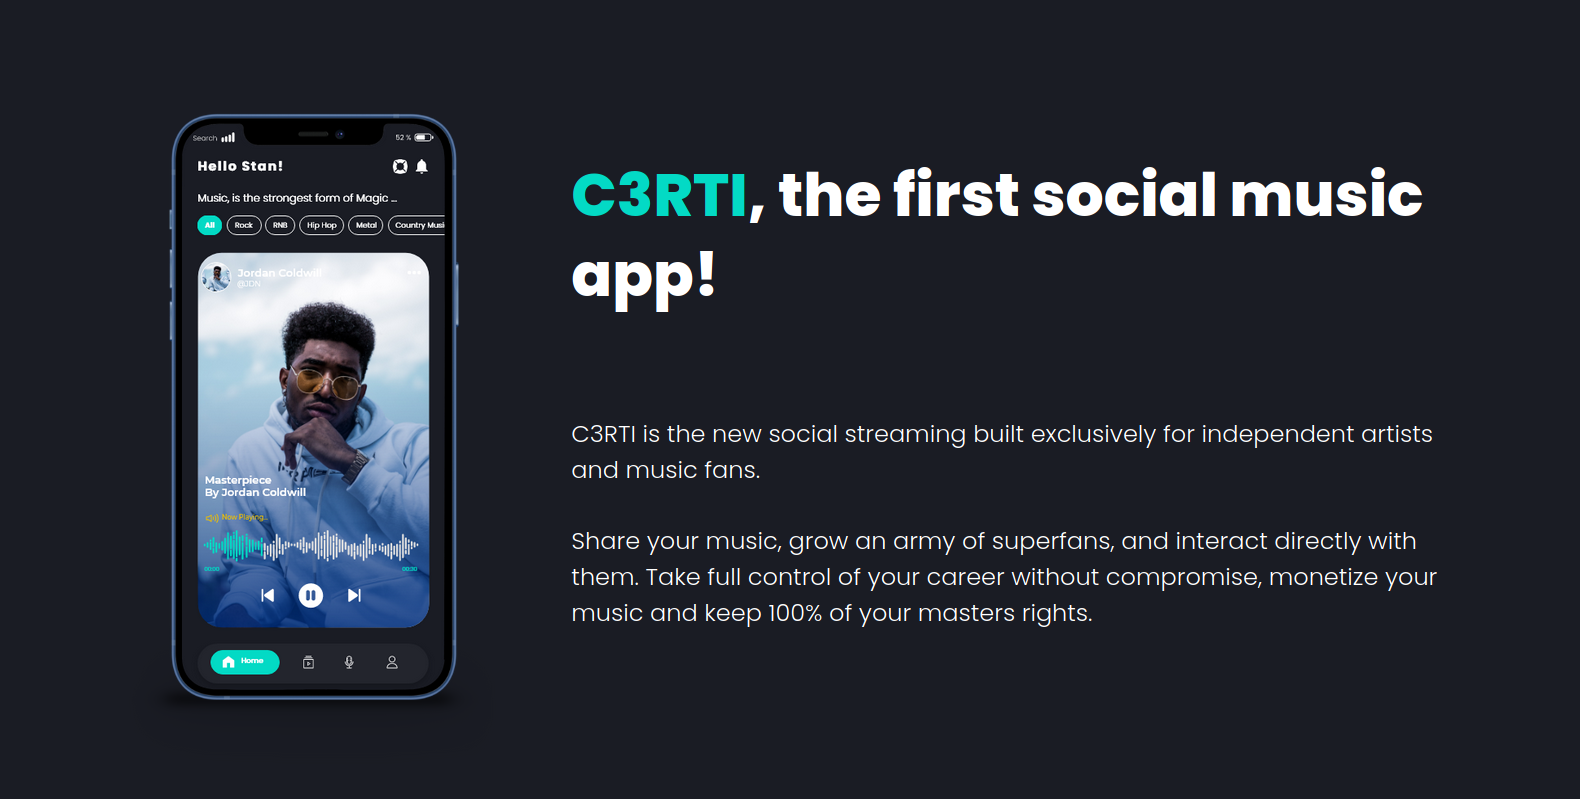 Search
52 %
Hello Stan!
Music, is the strongest form of Magic ...
All
Rock
RNB
Hip Hop
Metal
Country Musi
Jordan Coldwill
@JDN
Masterpiece
By Jordan Coldwill
Now Playing...
00:00
00:30
Home
C3RTI, the first social music
app!
C3RTI is the new social streaming built exclusively for independent artists
and music fans.
Share your music, grow an army of superfans, and interact directly with
them. Take full control of your career without compromise, monetize your
music and keep 100% of your masters rights.